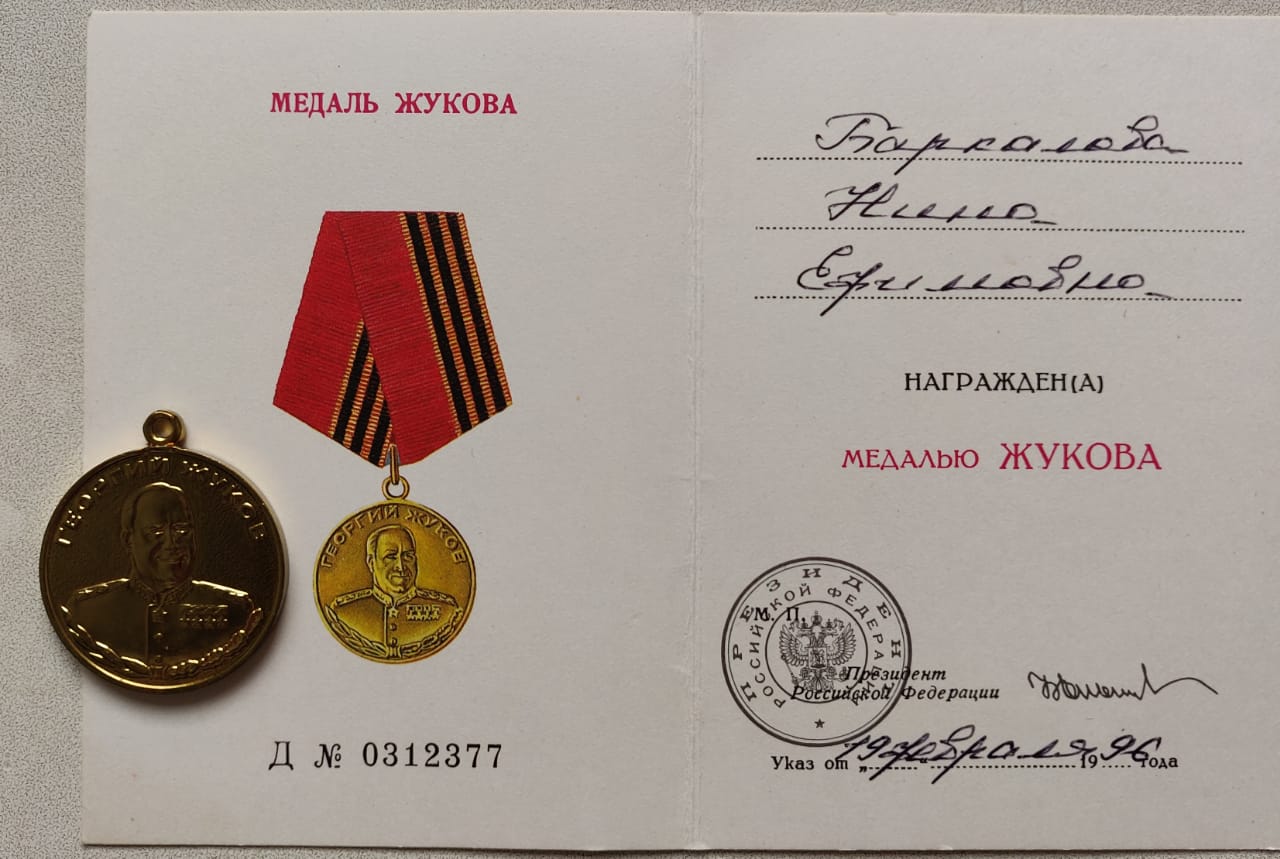 МЕДАЛЬ ЖУКОВА
ГЕОРГИЙ ЖУКОВ
ГЕОРГИЙ ЖУКОВ
Д № 0312377
Баркалова
Нина
Ефимовна
НАГРАЖДЕН(А)
МЕДАЛЬЮ ЖУКОВА
ПРЕЗИДЕНТ
РОССИЙСКОЙ ФЕДЕРАЦИИ
М. П.
Президент
Российской Федерации
Указ от „19“ февраля 1996 года